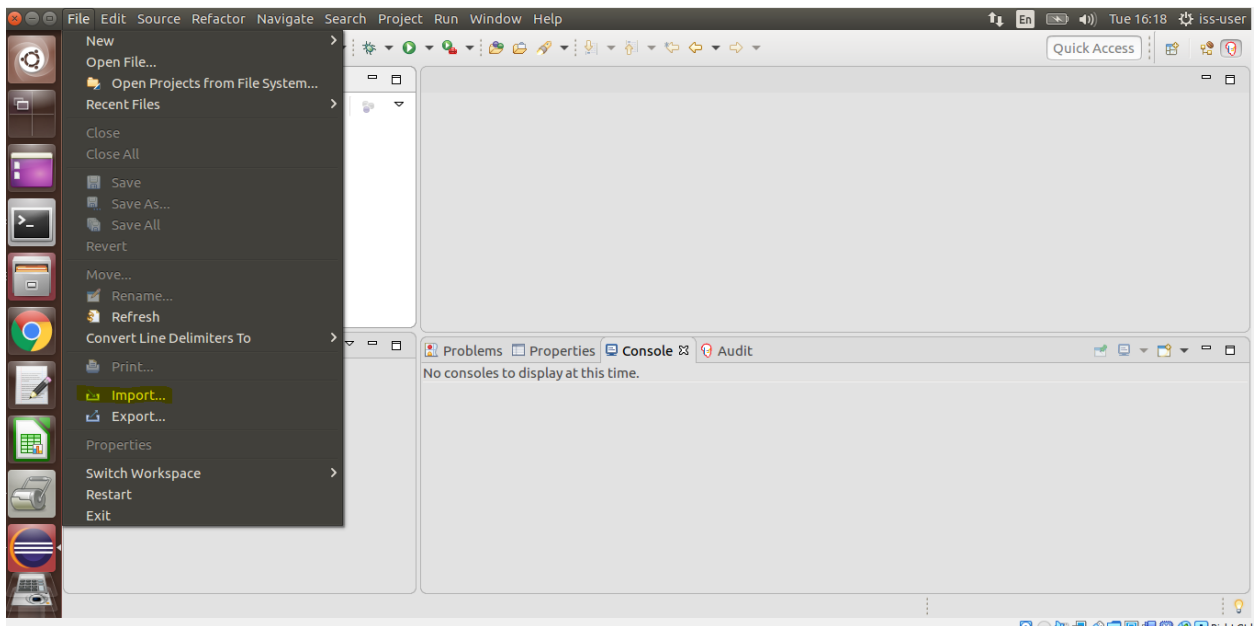 File Edit Source Refactor Navigate Search Project Run Window Help
En
Tue 16:18
iss-user
New
Open File...
Open Projects from File System...
Recent Files
Close
Close All
Save
Save As...
Save All
Revert
Move...
Rename...
Refresh
Convert Line Delimiters To
Print...
Import...
Export...
Properties
Switch Workspace
Restart
Exit
Quick Access
Problems Properties Console Audit
No consoles to display at this time.